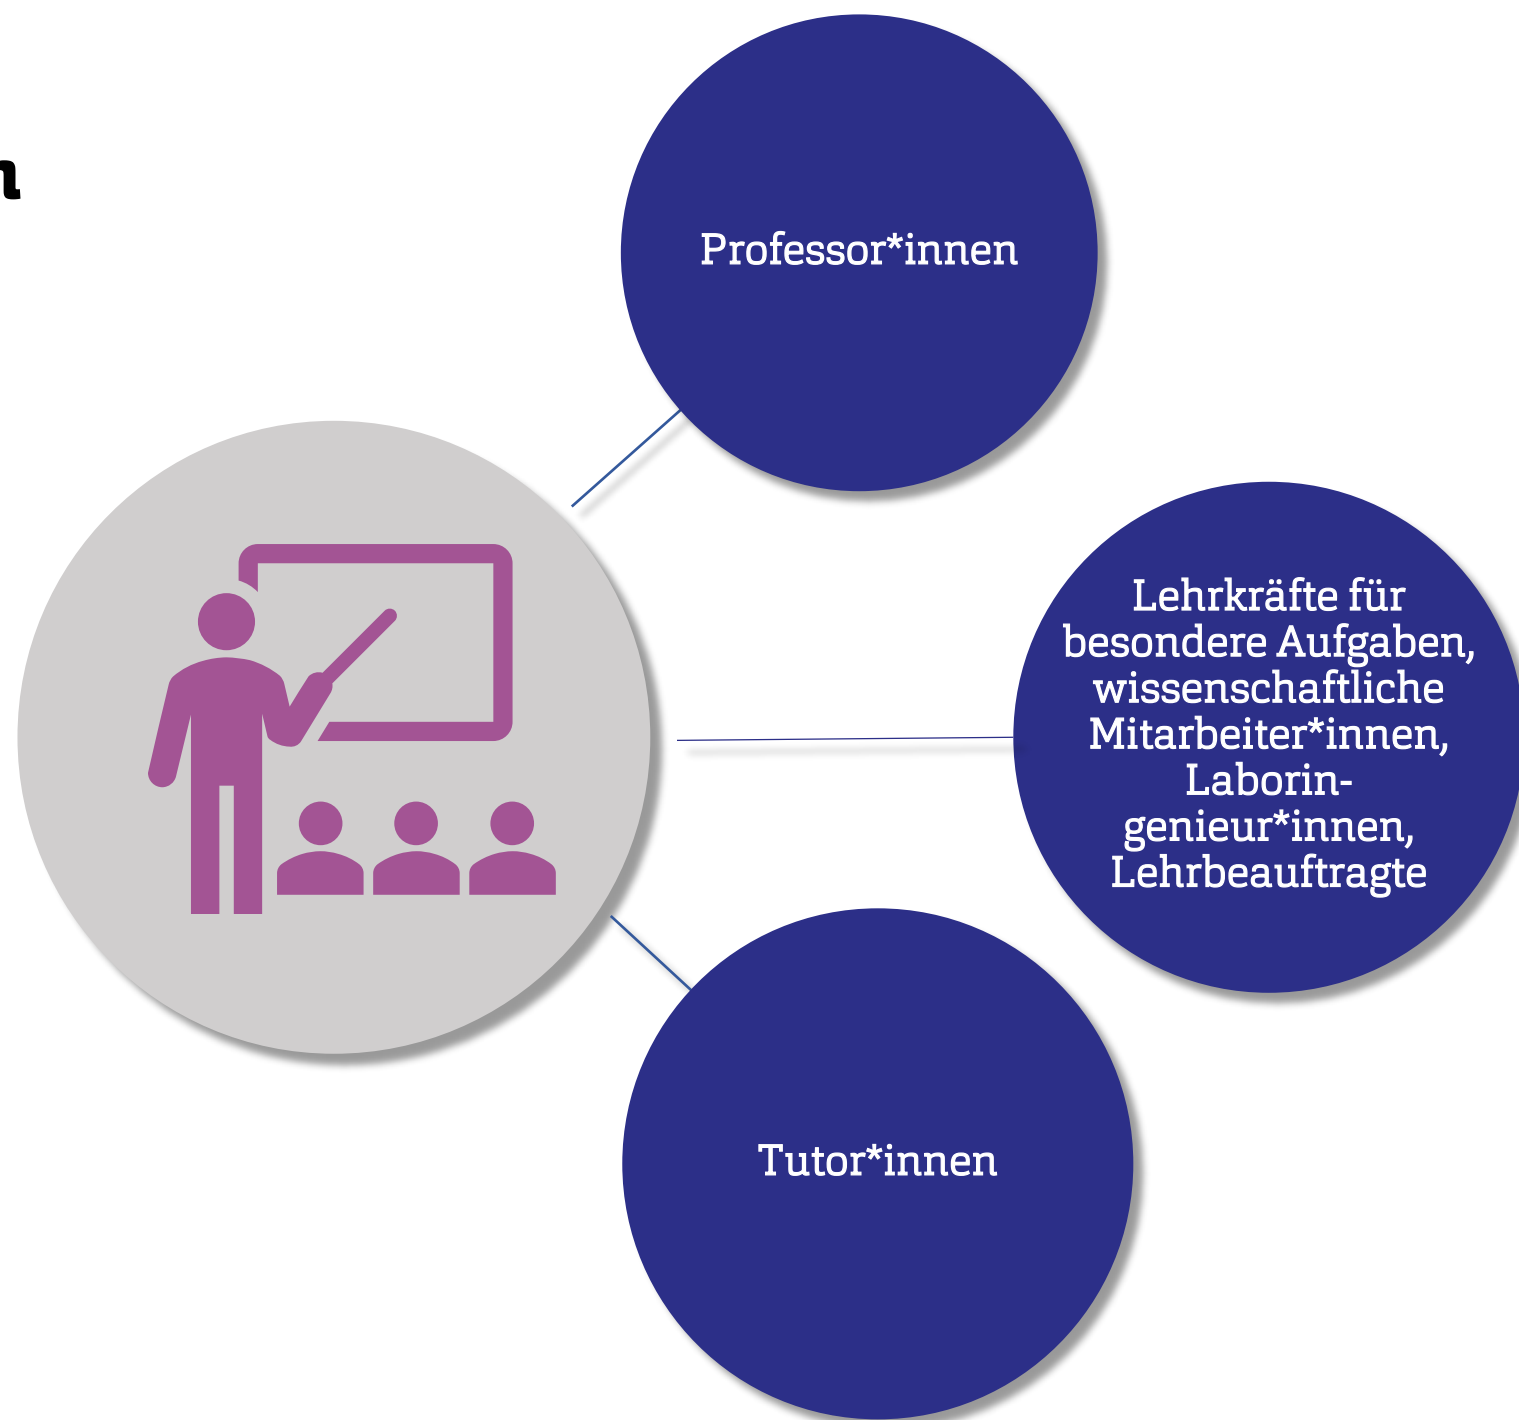 Professor*innen
Lehrkräfte für
besondere Aufgaben,
wissenschaftliche
Mitarbeiter*innen,
Laborin-
genieur*innen,
Lehrbeauftragte
Tutor*innen